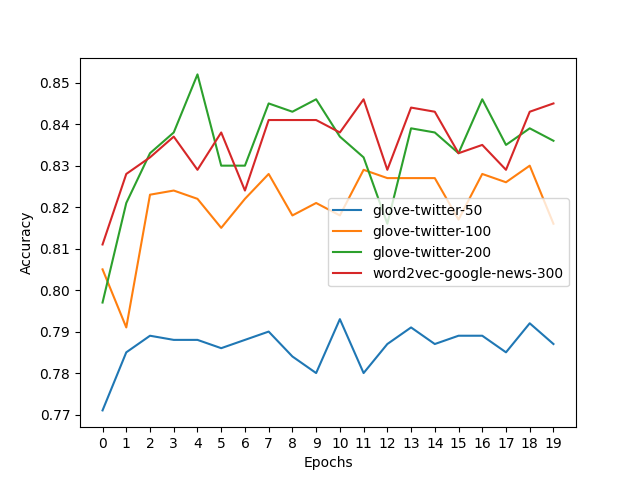 0.85
0.84
0.83
0.82
0.81
0.80
0.79
0.78
0.77
Accuracy
glove-twitter-50
glove-twitter-100
glove-twitter-200
word2vec-google-news-300
0 1 2 3 4 5 6 7 8 9 10 11 12 13 14 15 16 17 18 19
Epochs